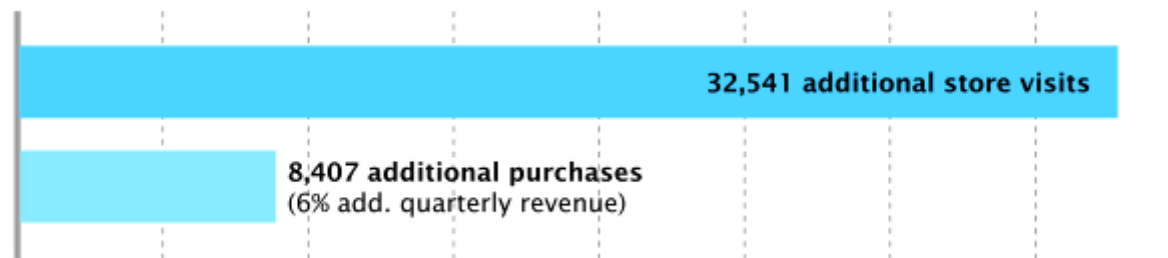 32,541 additional store visits
8,407 additional purchases
(6% add. quarterly revenue)